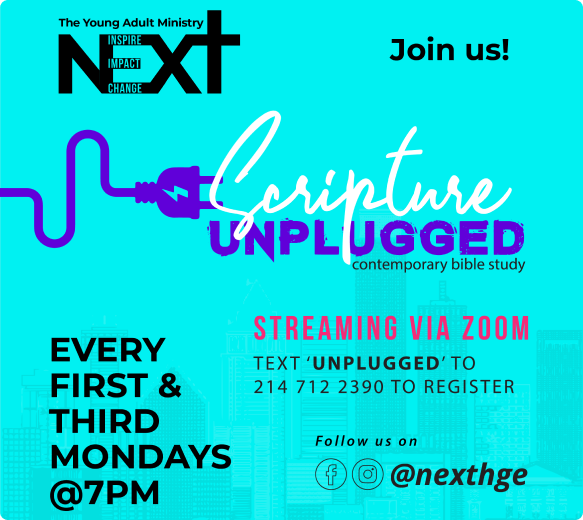 The Young Adult Ministry
NEXT
INSPIRE
IMPACT
CHANGE
Join us!
Scripture
UNPLUGGED
contemporary bible study
STREAMING VIA ZOOM
TEXT ‘UNPLUGGED’ TO
214 712 2390 TO REGISTER
EVERY
FIRST &
THIRD
MONDAYS
@7PM
Follow us on
@nexthge